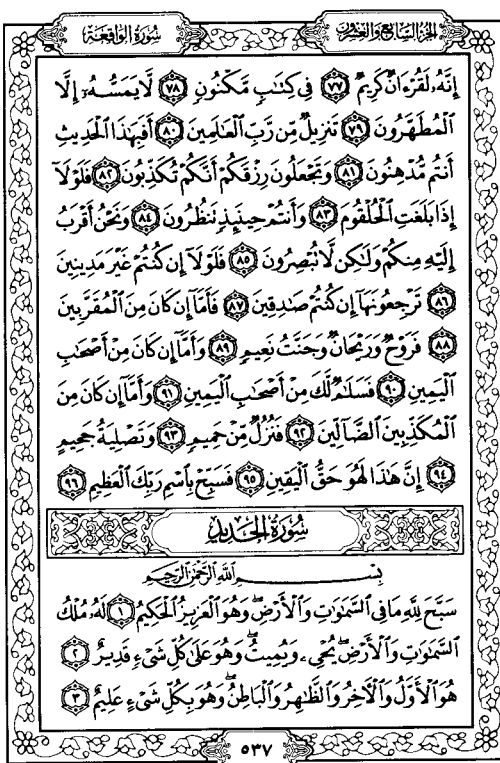 الجزء السابع والعشرون
سورة الواقعة
إِنَّهُۥ لَقُرْءَانٌ كَرِيمٌ ٧٧ فِى كِتَٰبٍ مَّكْنُونٍ ٧٨ لَّا يَمَسُّهُۥٓ إِلَّا
ٱلْمُطَهَّرُونَ ٧٩ تَنزِيلٌ مِّن رَّبِّ ٱلْعَٰلَمِينَ ٨٠ أَفَبِهَٰذَا ٱلْحَدِيثِ
أَنتُم مُّدْهِنُونَ ٨١ وَتَجْعَلُونَ رِزْقَكُمْ أَنَّكُمْ تُكَذِّبُونَ ٨٢ فَلَوْلَآ
إِذَا بَلَغَتِ ٱلْحُلْقُومَ ٨٣ وَأَنتُمْ حِينَئِذٍ تَنظُرُونَ ٨٤ وَنَحْنُ أَقْرَبُ
إِلَيْهِ مِنكُمْ وَلَٰكِن لَّا تُبْصِرُونَ ٨٥ فَلَوْلَآ إِن كُنتُمْ غَيْرَ مَدِينِينَ
٨٦ تَرْجِعُونَهَآ إِن كُنتُمْ صَٰدِقِينَ ٨٧ فَأَمَّآ إِن كَانَ مِنَ ٱلْمُقَرَّبِينَ
٨٨ فَرَوْحٌ وَرَيْحَانٌ وَجَنَّتُ نَعِيمٍ ٨٩ وَأَمَّآ إِن كَانَ مِنْ أَصْحَٰبِ
ٱلْيَمِينِ ٩٠ فَسَلَٰمٌ لَّكَ مِنْ أَصْحَٰبِ ٱلْيَمِينِ ٩١ وَأَمَّآ إِن كَانَ مِنَ
ٱلْمُكَذِّبِينَ ٱلضَّآلِّينَ ٩٢ فَنُزُلٌ مِّنْ حَمِيمٍ ٩٣ وَتَصْلِيَةُ جَحِيمٍ
٩٤ إِنَّ هَٰذَا لَهُوَ حَقُّ ٱلْيَقِينِ ٩٥ فَسَبِّحْ بِٱسْمِ رَبِّكَ ٱلْعَظِيمِ ٩٦
سُورَةُ الحَدِيدِ
بِسْمِ ٱللَّهِ ٱلرَّحْمَٰنِ ٱلرَّحِيمِ
سَبَّحَ لِلَّهِ مَا فِى ٱلسَّمَٰوَٰتِ وَٱلْأَرْضِ وَهُوَ ٱلْعَزِيزُ ٱلْحَكِيمُ ١ لَهُۥ مُلْكُ
ٱلسَّمَٰوَٰتِ وَٱلْأَرْضِ يُحْىِۦ وَيُمِيتُ وَهُوَ عَلَىٰ كُلِّ شَىْءٍ قَدِيرٌ ٢
هُوَ ٱلْأَوَّلُ وَٱلْءَاخِرُ وَٱلظَّٰهِرُ وَٱلْبَاطِنُ وَهُوَ بِكُلِّ شَىْءٍ عَلِيمٌ ٣
٥٣٧